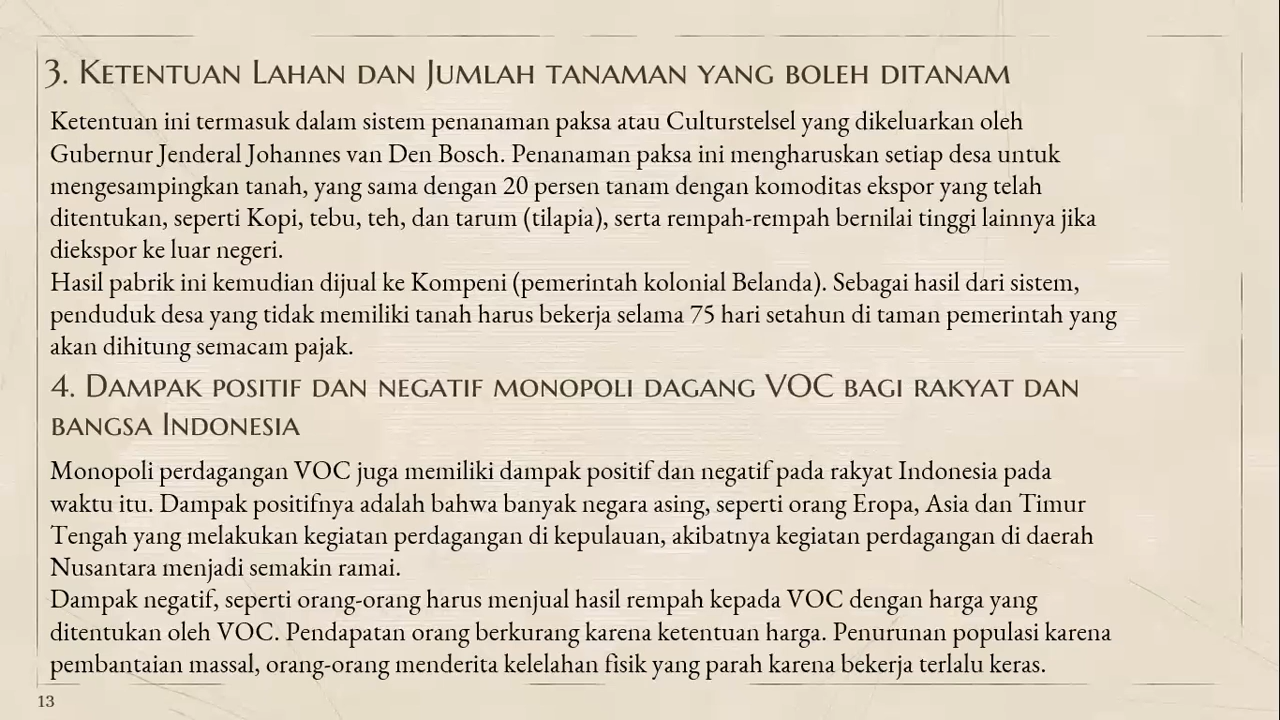 3. Ketentuan Lahan dan Jumlah tanaman yang boleh ditanam
Ketentuan ini termasuk dalam sistem penanaman paksa atau Culturstelsel yang dikeluarkan oleh
Gubernur Jenderal Johannes van Den Bosch. Penanaman paksa ini mengharuskan setiap desa untuk
mengesampingkan tanah, yang sama dengan 20 persen tanam dengan komoditas ekspor yang telah
ditentukan, seperti Kopi, tebu, teh, dan tarum (tilapia), serta rempah-rempah bernilai tinggi lainnya jika
diekspor ke luar negeri.
Hasil pabrik ini kemudian dijual ke Kompeni (pemerintah kolonial Belanda). Sebagai hasil dari sistem,
penduduk desa yang tidak memiliki tanah harus bekerja selama 75 hari setahun di taman pemerintah yang
akan dihitung semacam pajak.
4. Dampak positif dan negatif monopoli dagang VOC bagi rakyat dan
bangsa Indonesia
Monopoli perdagangan VOC juga memiliki dampak positif dan negatif pada rakyat Indonesia pada
waktu itu. Dampak positifnya adalah bahwa banyak negara asing, seperti orang Eropa, Asia dan Timur
Tengah yang melakukan kegiatan perdagangan di kepulauan, akibatnya kegiatan perdagangan di daerah
Nusantara menjadi semakin ramai.
Dampak negatif, seperti orang-orang harus menjual hasil rempah kepada VOC dengan harga yang
ditentukan oleh VOC. Pendapatan orang berkurang karena ketentuan harga. Penurunan populasi karena
pembantaian massal, orang-orang menderita kelelahan fisik yang parah karena bekerja terlalu keras.
13